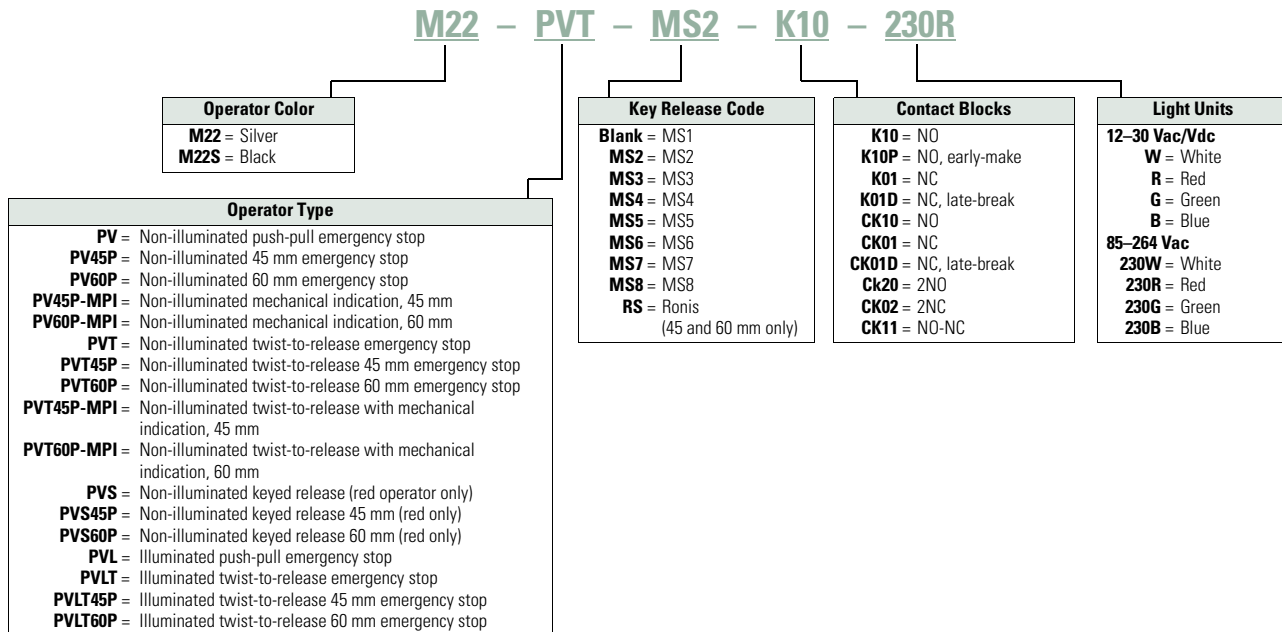 M22 – PVT – MS2 – K10 – 230R
Operator Color
M22 = Silver
M22S = Black
Operator Type
PV = Non-illuminated push-pull emergency stop
PV45P = Non-illuminated 45 mm emergency stop
PV60P = Non-illuminated 60 mm emergency stop
PV45P-MPI = Non-illuminated mechanical indication, 45 mm
PV60P-MPI = Non-illuminated mechanical indication, 60 mm
PVT = Non-illuminated twist-to-release emergency stop
PVT45P = Non-illuminated twist-to-release 45 mm emergency stop
PVT60P = Non-illuminated twist-to-release 60 mm emergency stop
PVT45P-MPI = Non-illuminated twist-to-release with mechanical
indication, 45 mm
PVT60P-MPI = Non-illuminated twist-to-release with mechanical
indication, 60 mm
PVS = Non-illuminated keyed release (red operator only)
PVS45P = Non-illuminated keyed release 45 mm (red only)
PVS60P = Non-illuminated keyed release 60 mm (red only)
PVL = Illuminated push-pull emergency stop
PVLT = Illuminated twist-to-release emergency stop
PVLT45P = Illuminated twist-to-release 45 mm emergency stop
PVLT60P = Illuminated twist-to-release 60 mm emergency stop
Key Release Code
Blank = MS1
MS2 = MS2
MS3 = MS3
MS4 = MS4
MS5 = MS5
MS6 = MS6
MS7 = MS7
MS8 = MS8
RS = Ronis
(45 and 60 mm only)
Contact Blocks
K10 = NO
K10P = NO, early-make
K01 = NC
K01D = NC, late-break
CK10 = NO
CK01 = NC
CK01D = NC, late-break
Ck20 = 2NO
CK02 = 2NC
CK11 = NO-NC
Light Units
12–30 Vac/Vdc
W = White
R = Red
G = Green
B = Blue
85–264 Vac
230W = White
230R = Red
230G = Green
230B = Blue